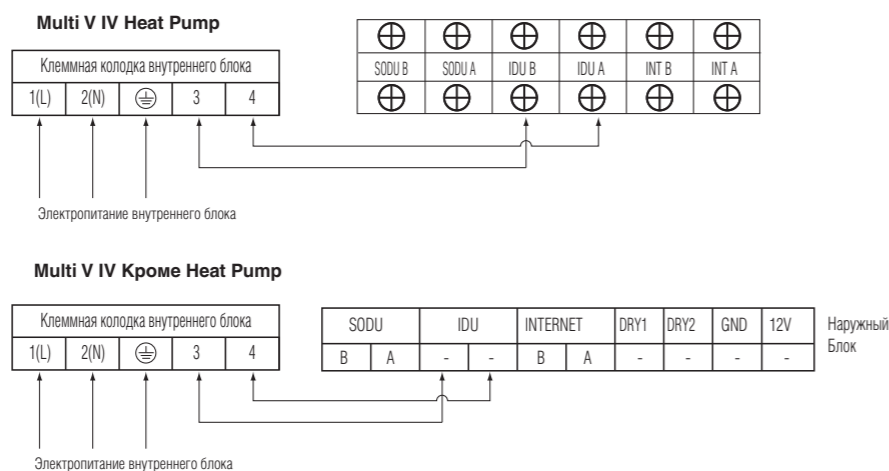 Multi V IV Heat Pump
Клеммная колодка внутреннего блока
1(L) 2(N) 3 4
SODU B SODU A IDU B IDU A INT B INT A
Электропитание внутреннего блока
Multi V IV Кроме Heat Pump
Клеммная колодка внутреннего блока
1(L) 2(N) 3 4
SODU IDU INTERNET DRY1 DRY2 GND 12V
B A - - B A - - - -
Наружный
Блок
Электропитание внутреннего блока